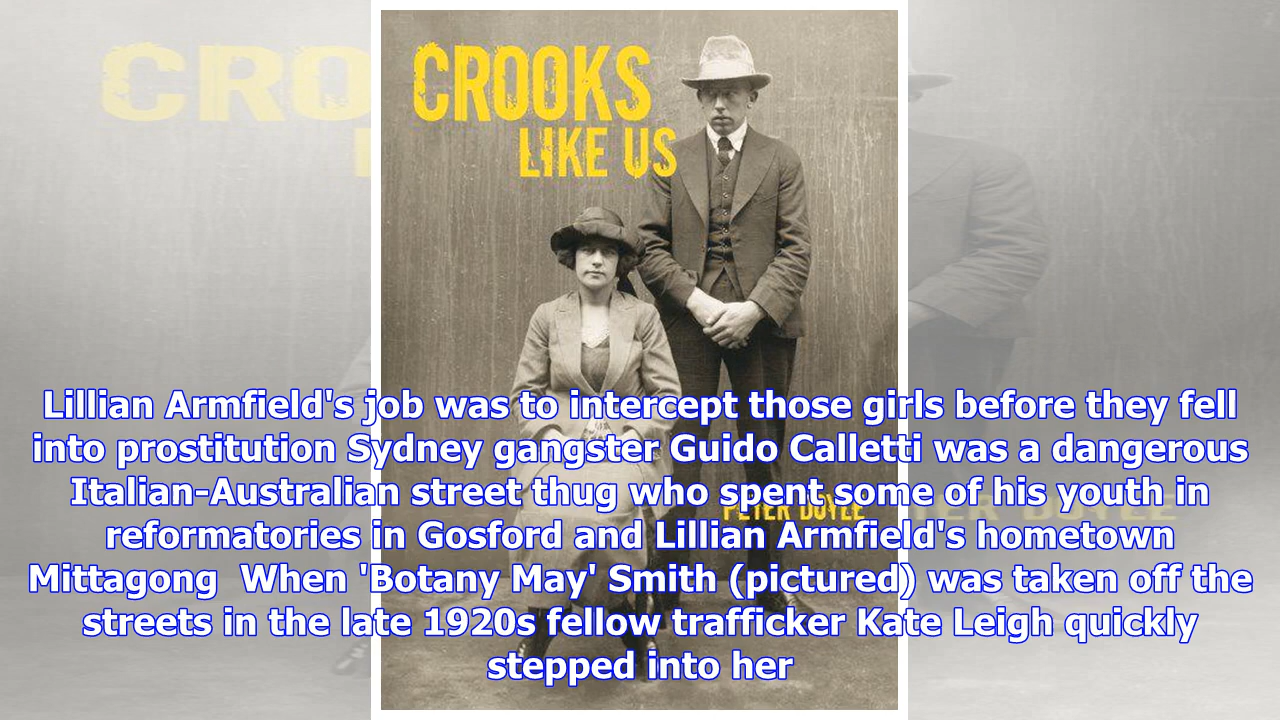 CROOKS
LIKE US
Lillian Armfield's job was to intercept those girls before they fell
into prostitution Sydney gangster Guido Calletti was a dangerous
Italian-Australian street thug who spent some of his youth in
PETER DOYLE
reformatories in Gosford and Lillian Armfield's hometown
Mittagong  When 'Botany May' Smith (pictured) was taken off the
streets in the late 1920s fellow trafficker Kate Leigh quickly
stepped into her